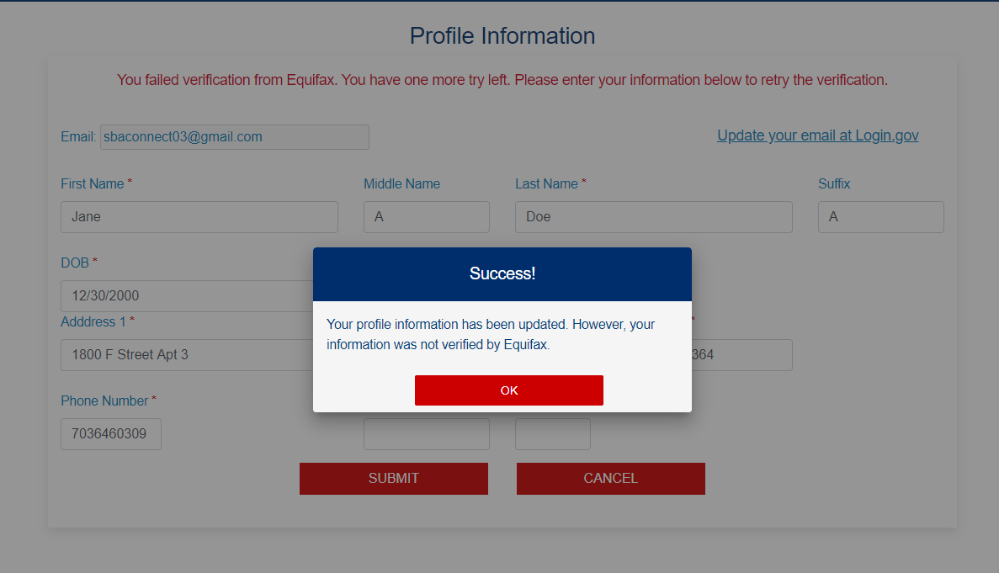 Profile Information
You failed verification from Equifax. You have one more try left. Please enter your information below to retry the verification.
Email: sbaconnect03@gmail.com
Update your email at Login.gov
First Name *
Middle Name
Last Name *
Suffix
Jane
A
Doe
A
DOB *
12/30/2000
Adddress 1 *
*
1800 F Street Apt 3
364
Success!
Your profile information has been updated. However, your
information was not verified by Equifax.
OK
Phone Number *
7036460309
SUBMIT
CANCEL